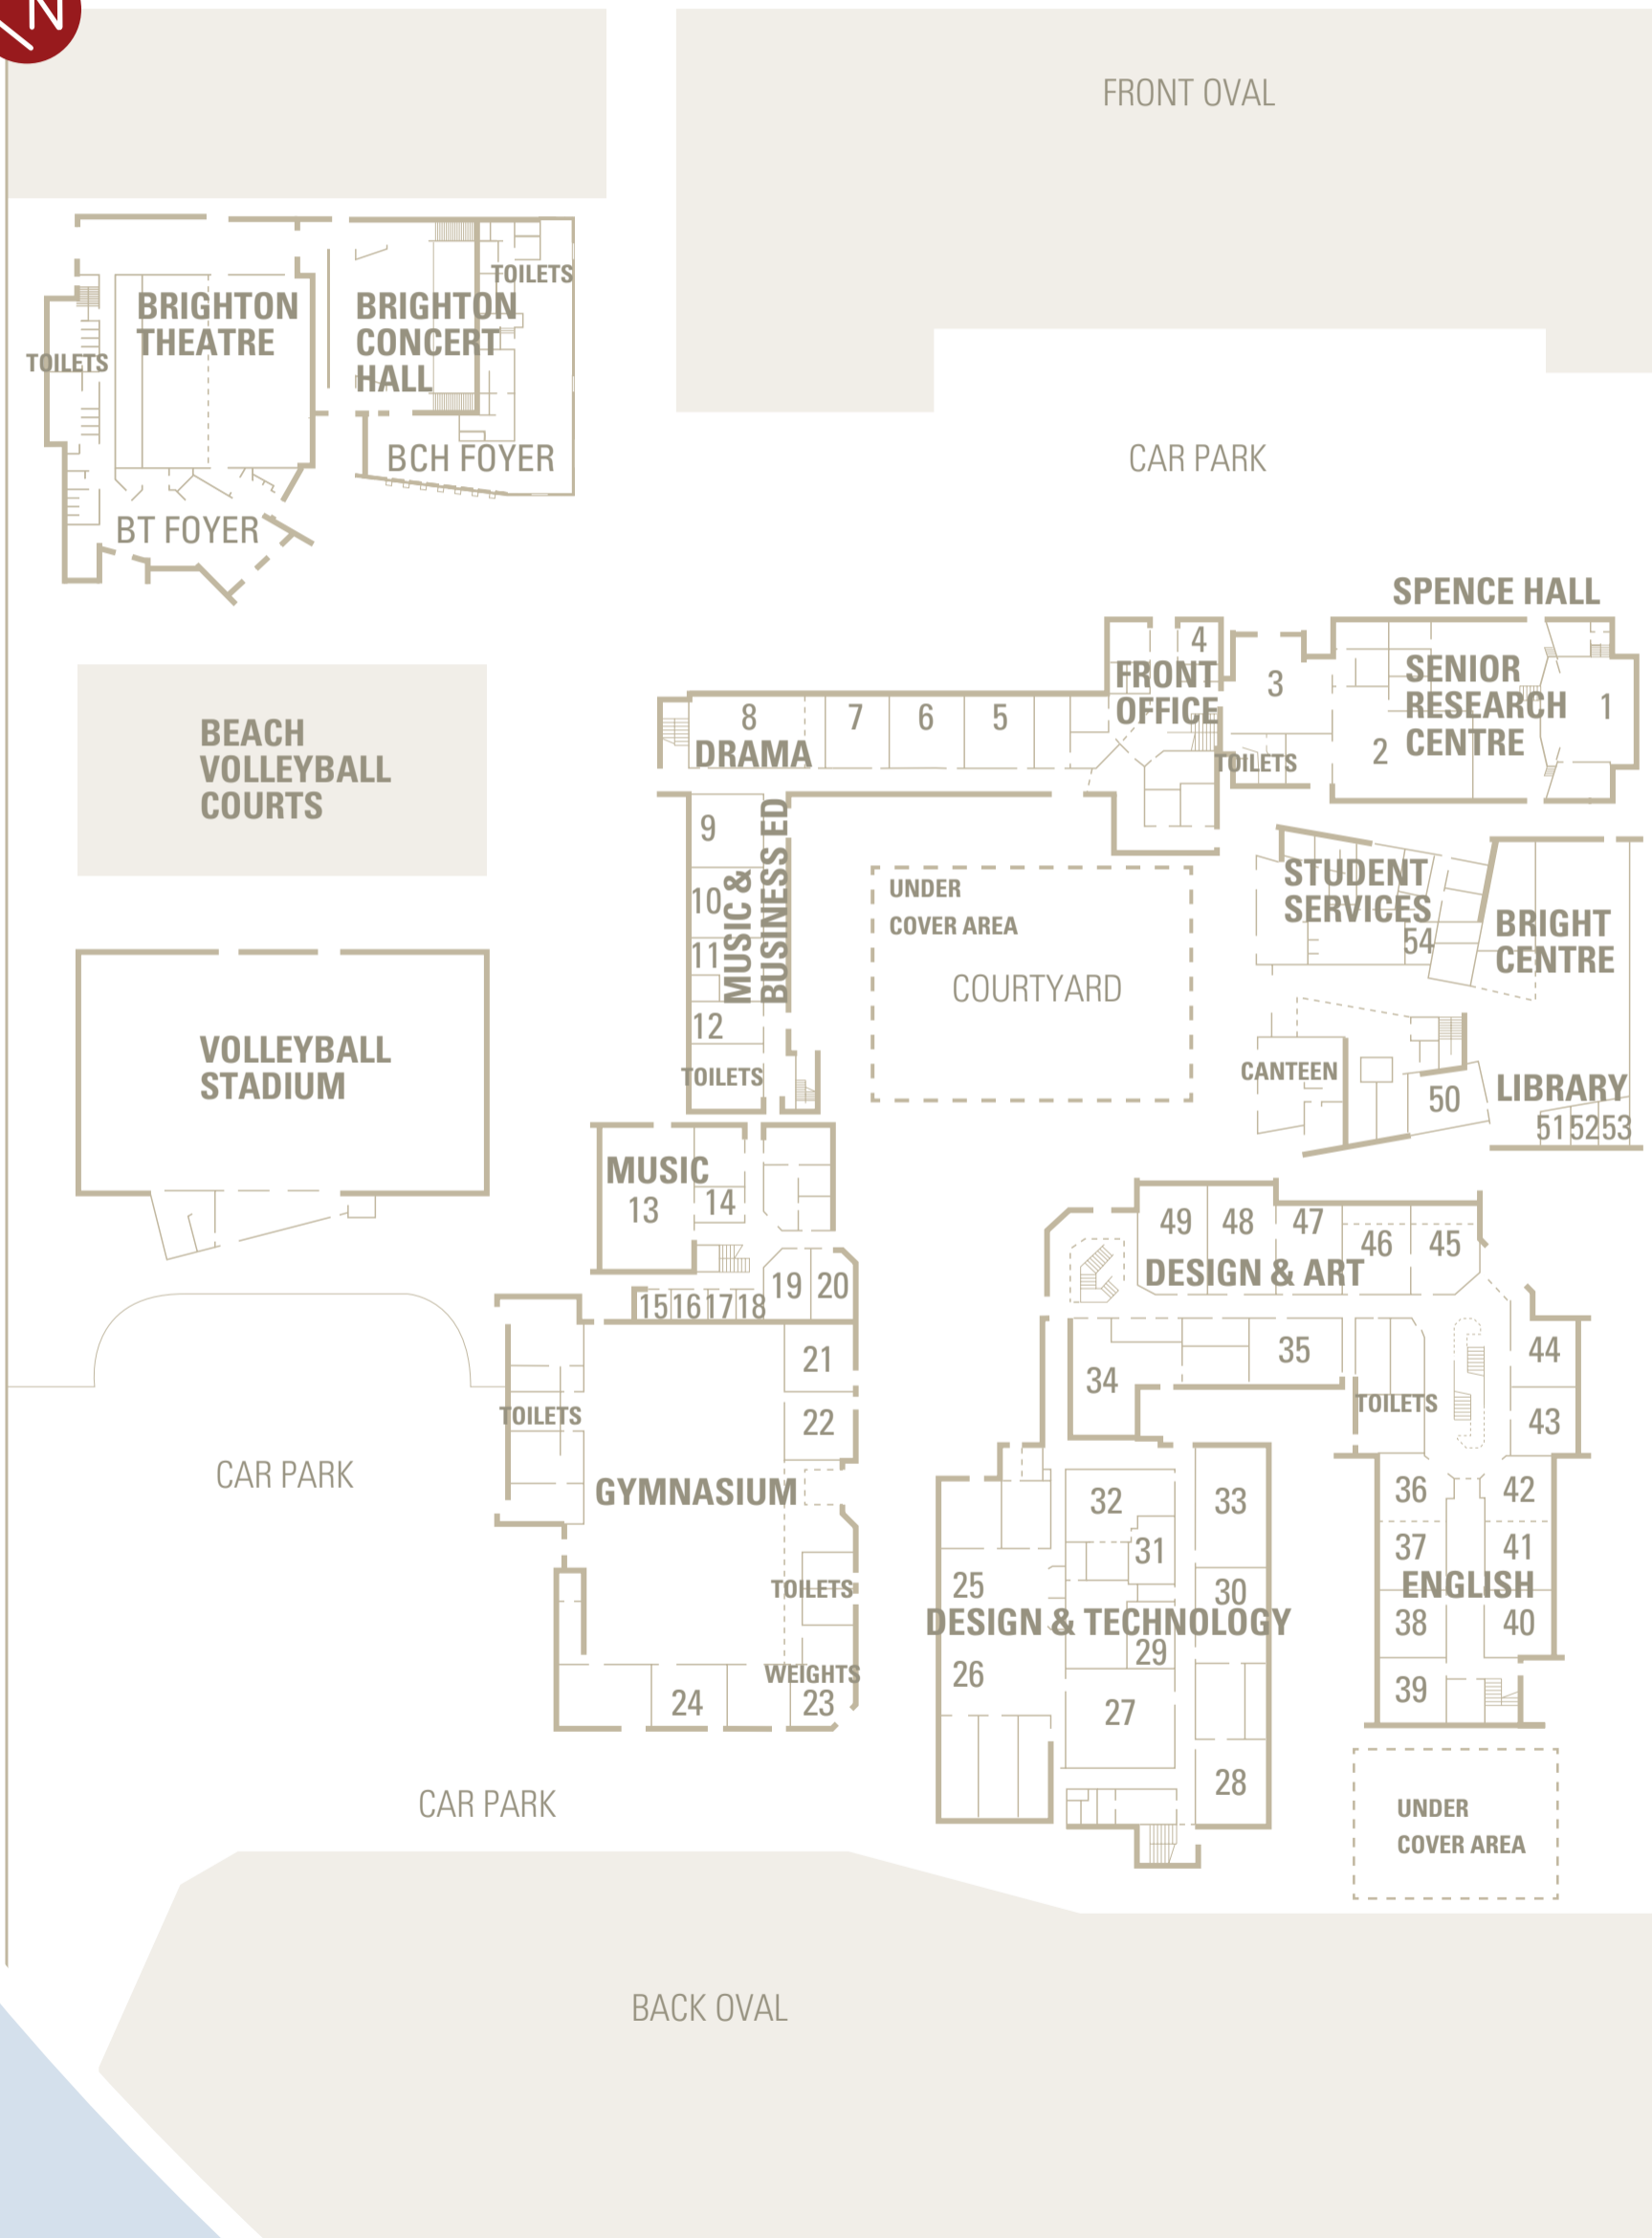 N
FRONT OVAL
TOILETS
BRIGHTON
THEATRE
BRIGHTON
CONCERT
HALL
TOILETS
BCH FOYER
BT FOYER
CAR PARK
SPENCE HALL
4
FRONT
OFFICE
3
TOILETS
SENIOR
RESEARCH
CENTRE
1
2
8
DRAMA
7
6
5
BEACH
VOLLEYBALL
COURTS
9
10
11
12
MUSIC &
BUSINESS ED
TOILETS
UNDER
COVER AREA
COURTYARD
STUDENT
SERVICES
54
BRIGHT
CENTRE
VOLLEYBALL
STADIUM
CANTEEN
50
LIBRARY
51 52 53
MUSIC
13
14
15 16 17 18
19
20
49
48
47
46
45
DESIGN & ART
21
22
TOILETS
GYMNASIUM
CAR PARK
34
35
TOILETS
44
43
TOILETS
WEIGHTS
24
23
32
33
31
25
30
DESIGN & TECHNOLOGY
29
26
27
28
36
42
37
41
ENGLISH
38
40
39
CAR PARK
UNDER
COVER AREA
BACK OVAL